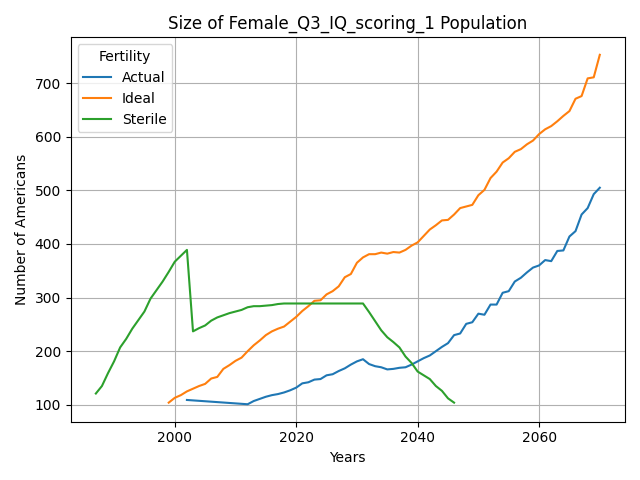 Size of Female_Q3_IQ_scoring_1 Population
Fertility
Actual
Ideal
Sterile
Number of Americans
700
600
500
400
300
200
100
2000
2020
2040
2060
Years